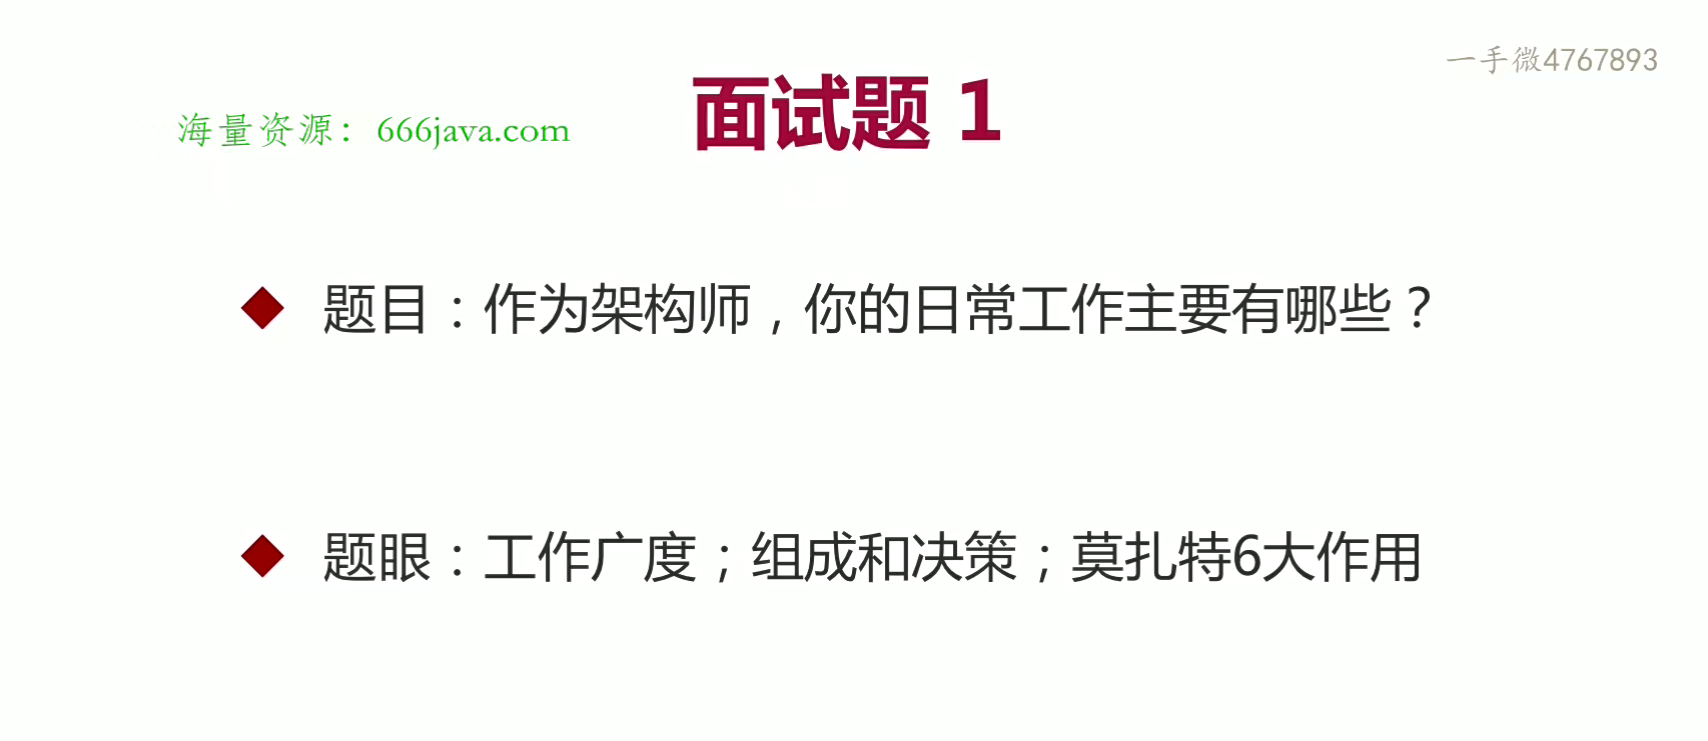 一手微4767893
海量资源：666java.com
面试题 1
题目：作为架构师，你的日常工作主要有哪些？
题眼：工作广度；组成和决策；莫扎特6大作用